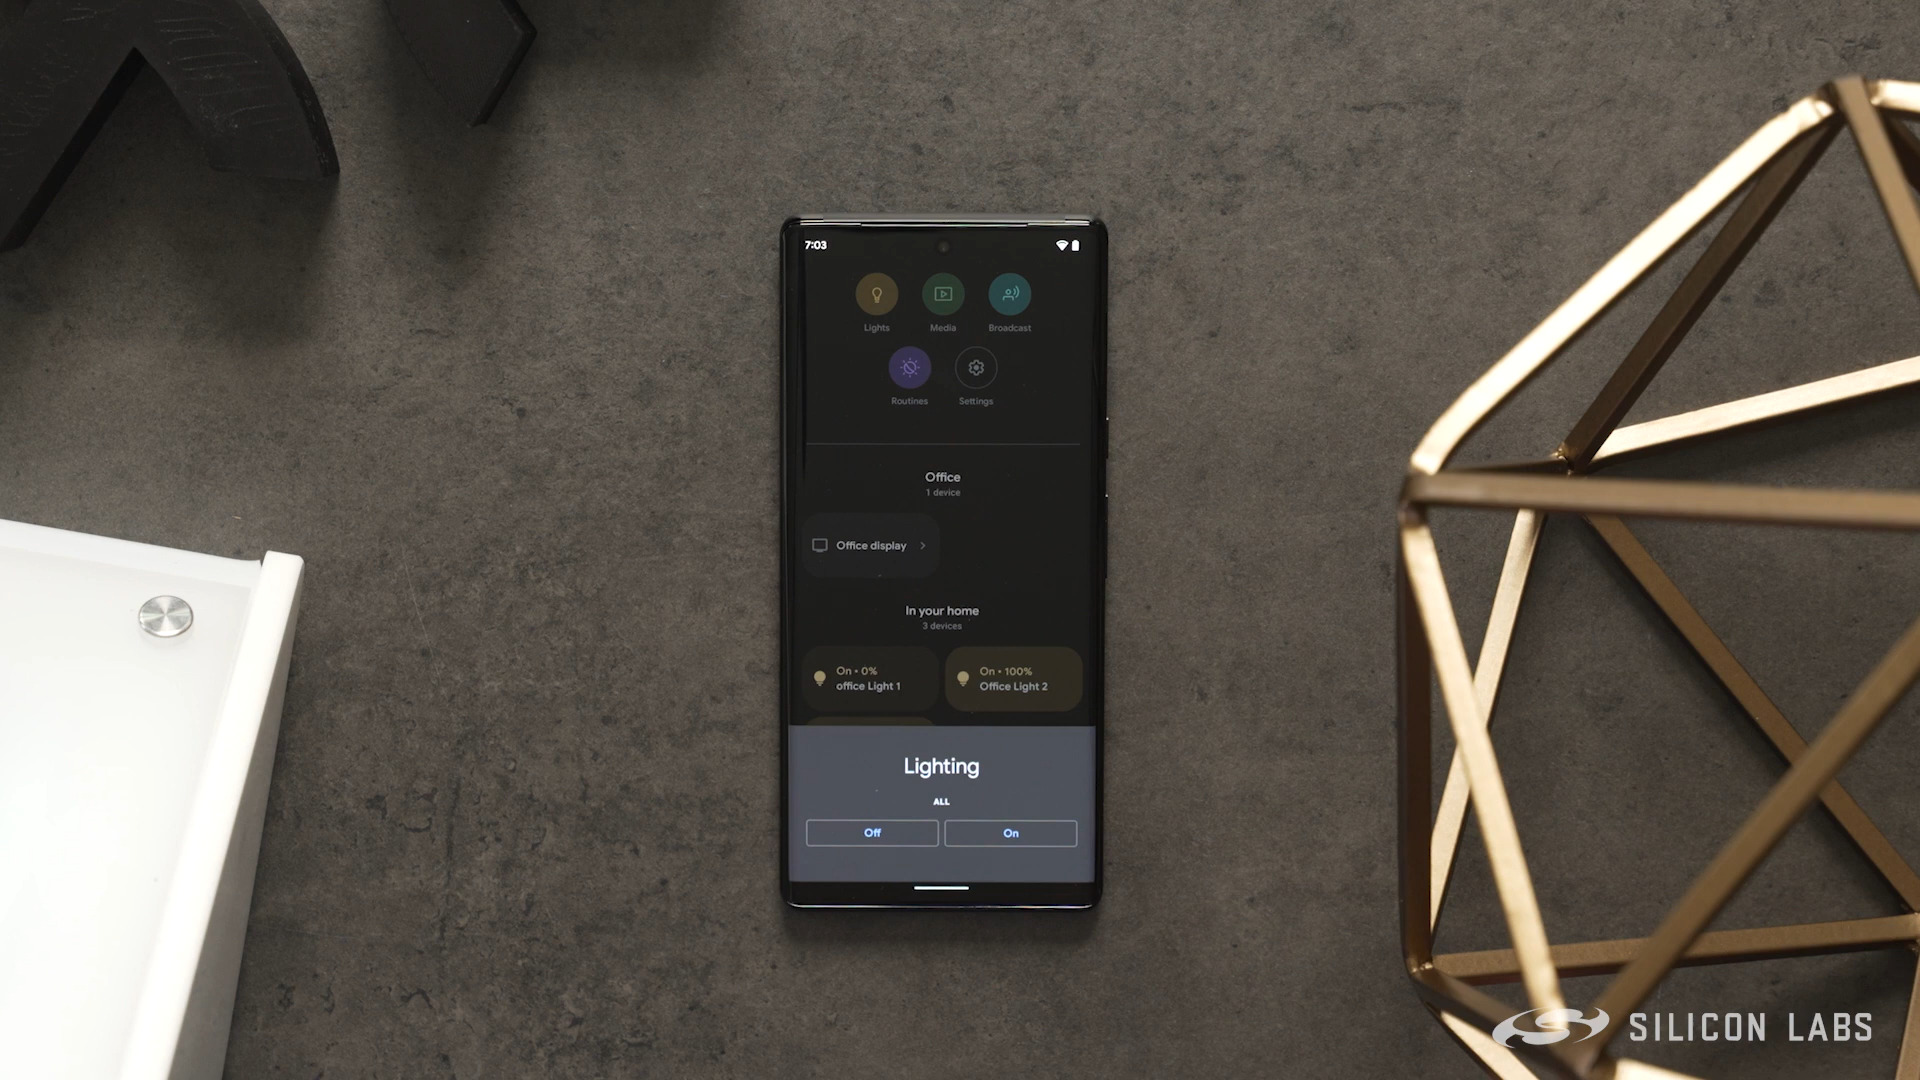 7:03
Lights
Media
Broadcast
Routines
Settings
Office
1 device
Office display
In your home
3 devices
On • 0%
office Light 1
On • 100%
Office Light 2
Lighting
ALL
Off
On
SILICON LABS